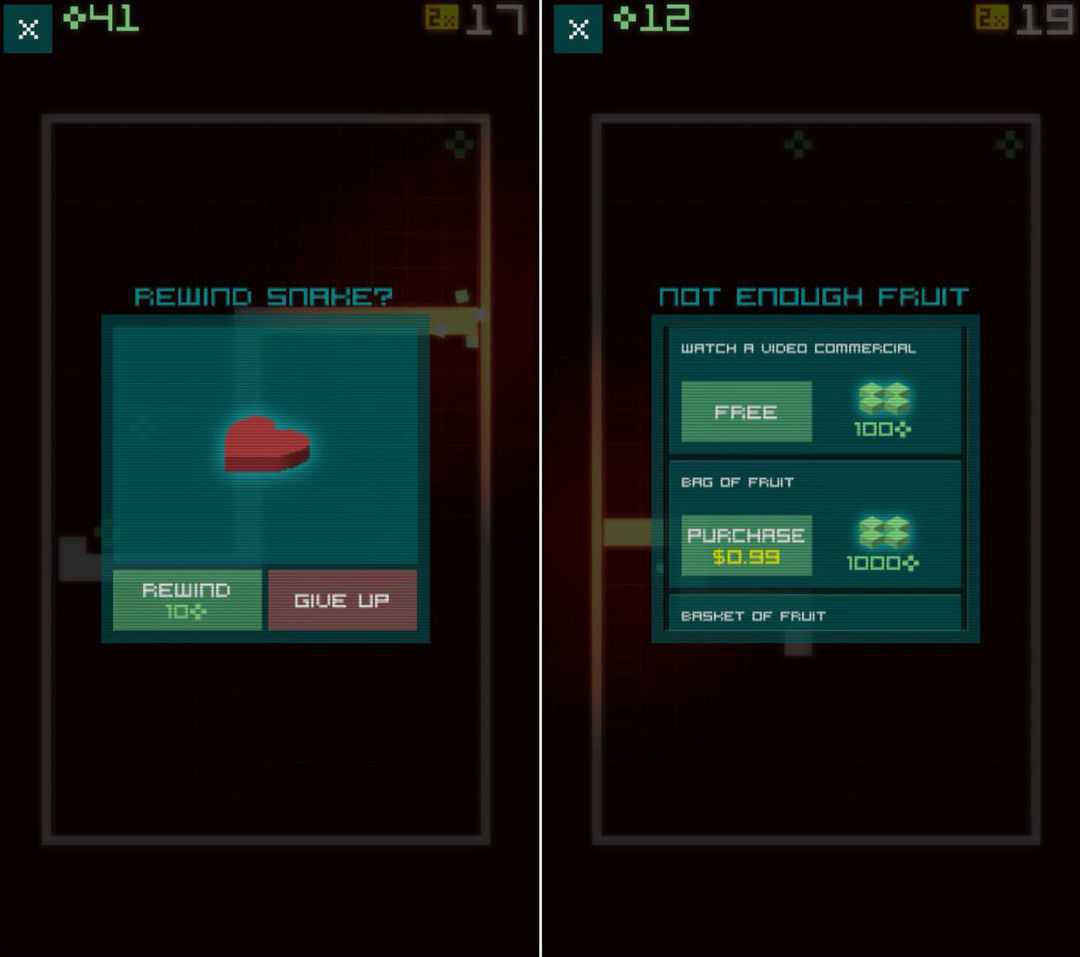 X
41
2x 17
REWIND SNAKE?
REWIND
10
GIVE UP
X
12
2x 19
NOT ENOUGH FRUIT
WATCH A VIDEO COMMERCIAL
FREE
100
BAG OF FRUIT
PURCHASE
$0.99
1000
BASKET OF FRUIT